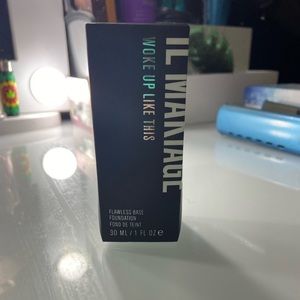 IL MAKIAGE
WOKE UP LIKE THIS
FLAWLESS BASE
FOUNDATION
FOND DE TEINT
30 ML / 1 FL OZ e